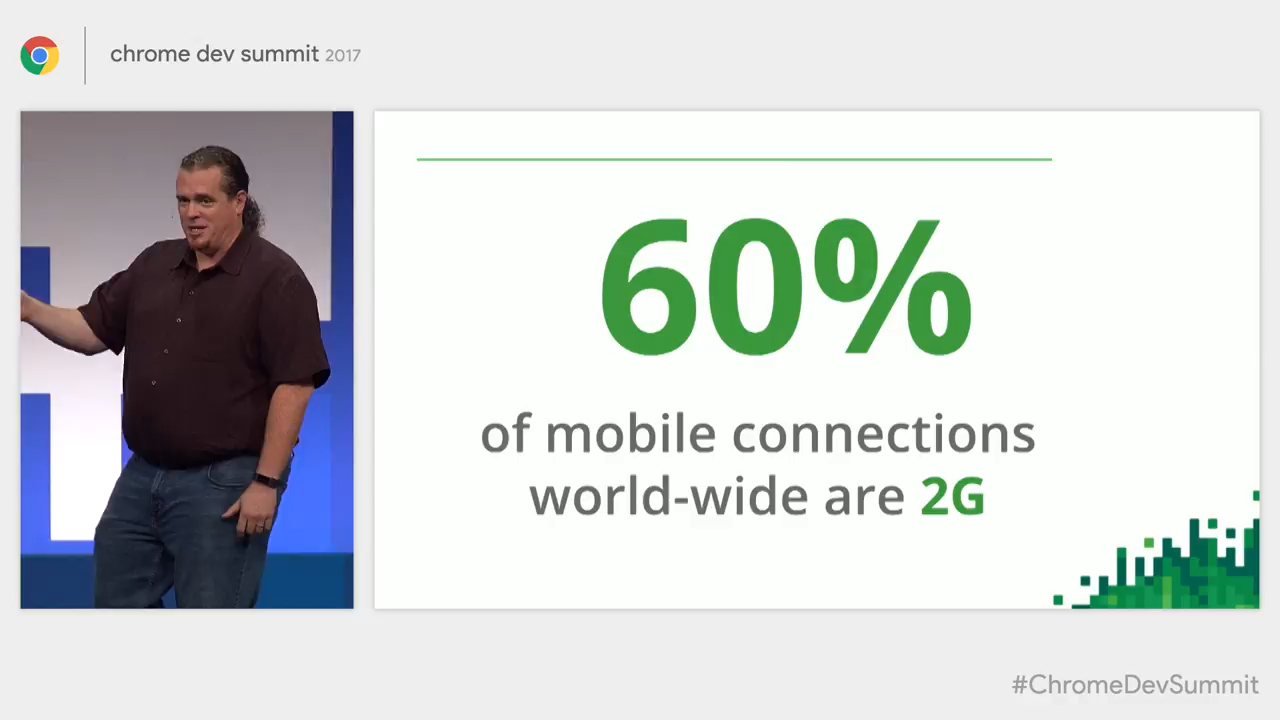 chrome dev summit 2017
60%
of mobile connections
world-wide are 2G
#ChromeDevSummit